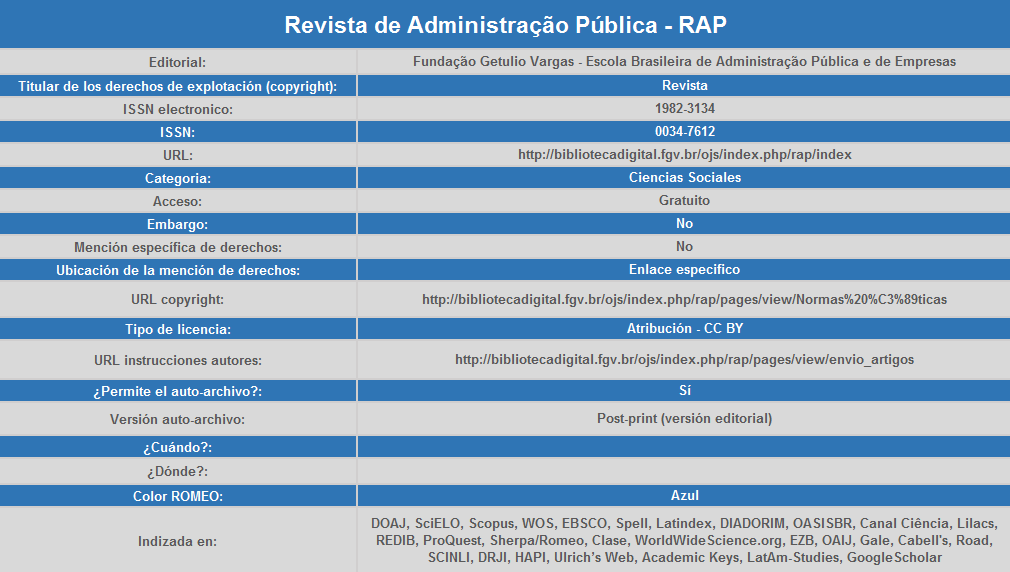 Revista de Administração Pública - RAP
Editorial: Fundação Getulio Vargas - Escola Brasileira de Administração Pública e de Empresas
Titular de los derechos de explotación (copyright): Revista
ISSN electronico: 1982-3134
ISSN: 0034-7612
URL: http://bibliotecadigital.fgv.br/ojs/index.php/rap/index
Categoria: Ciencias Sociales
Acceso: Gratuito
Embargo: No
Mención específica de derechos: No
Ubicación de la mención de derechos: Enlace especifico
URL copyright: http://bibliotecadigital.fgv.br/ojs/index.php/rap/pages/view/Normas%20%C3%89ticas
Tipo de licencia: Atribución - CC BY
URL instrucciones autores: http://bibliotecadigital.fgv.br/ojs/index.php/rap/pages/view/envio_artigos
¿Permite el auto-archivo?: Sí
Versión auto-archivo: Post-print (versión editorial)
¿Cuándo?:
¿Dónde?:
Color ROMEO: Azul
Indizada en: DOAJ, SciELO, Scopus, WOS, EBSCO, Spell, Latindex, DIADORIM, OASISBR, Canal Ciência, Lilacs,
REDIB, ProQuest, Sherpa/Romeo, Clase, WorldWideScience.org, EZB, OAIJ, Gale, Cabell's, Road,
SCINLI, DRJI, HAPI, Ulrich's Web, Academic Keys, LatAm-Studies, GoogleScholar